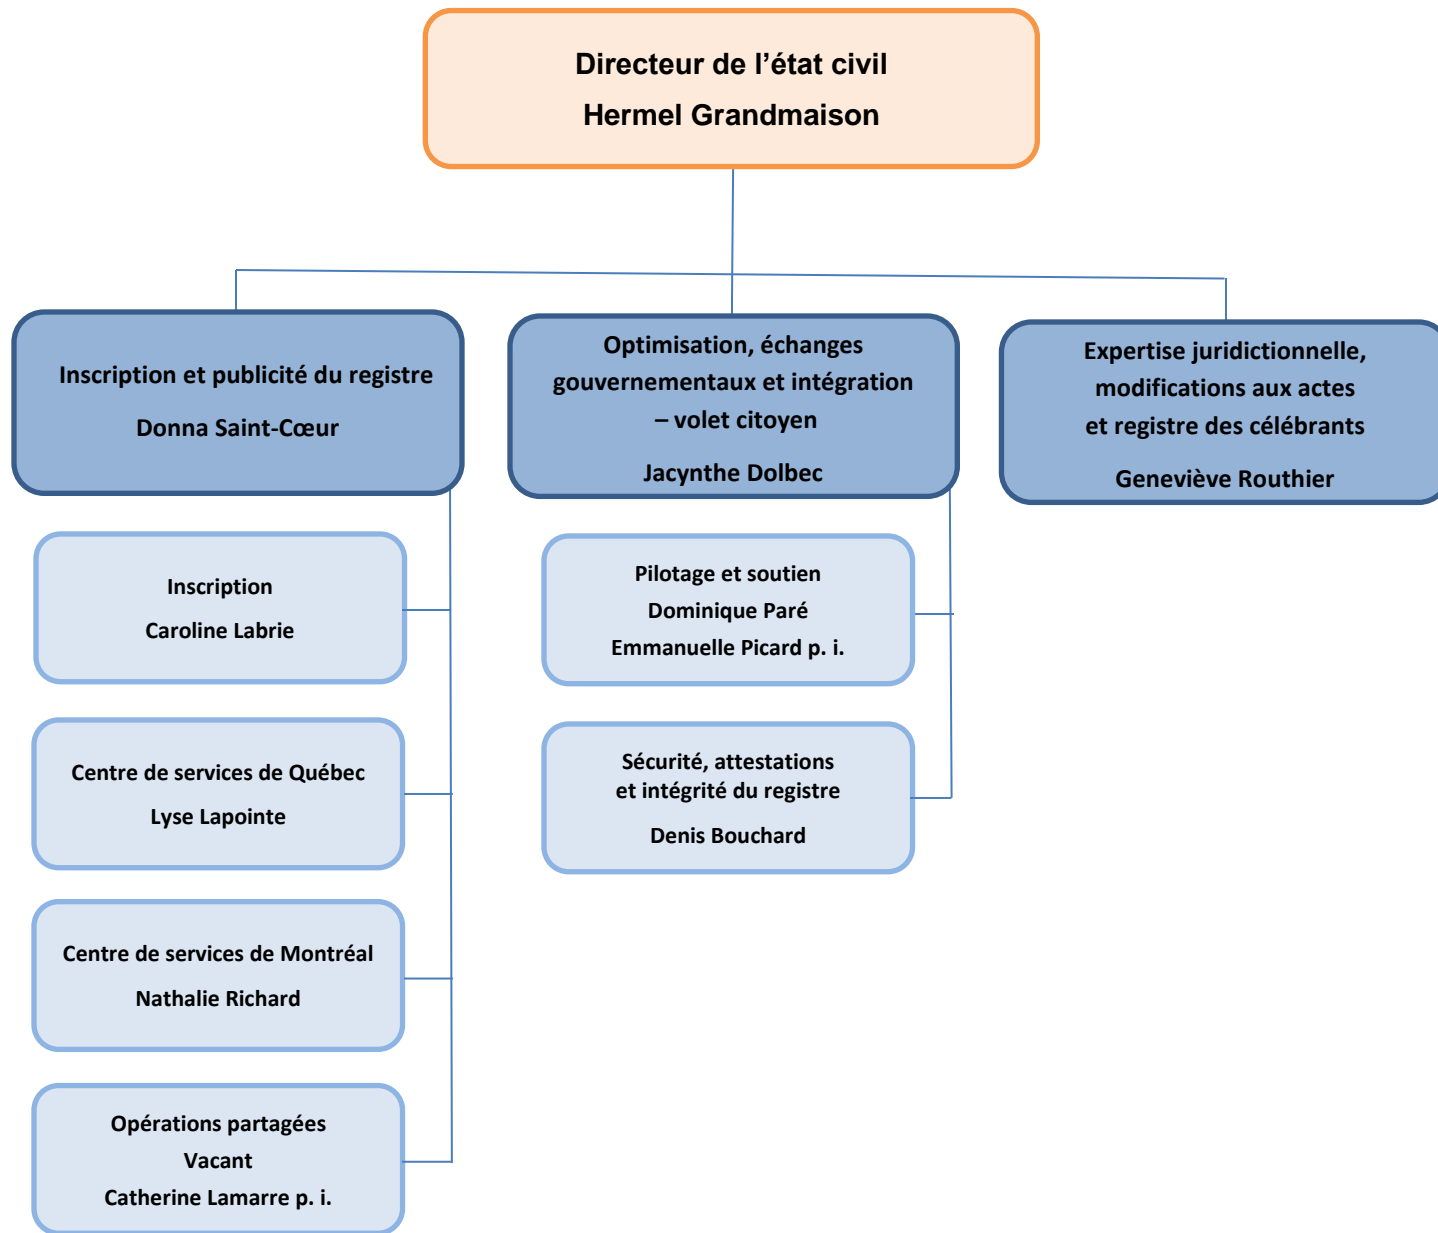 Directeur de l’état civil
Hermel Grandmaison
Inscription et publicité du registre
Donna Saint-Cœur
Optimisation, échanges
gouvernementaux et intégration
– volet citoyen
Jacynthe Dolbec
Expertise juridictionnelle,
modifications aux actes
et registre des célébrants
Geneviève Routhier
Inscription
Caroline Labrie
Centre de services de Québec
Lyse Lapointe
Centre de services de Montréal
Nathalie Richard
Opérations partagées
Vacant
Catherine Lamarre p. i.
Pilotage et soutien
Dominique Paré
Emmanuelle Picard p. i.
Sécurité, attestations
et intégrité du registre
Denis Bouchard